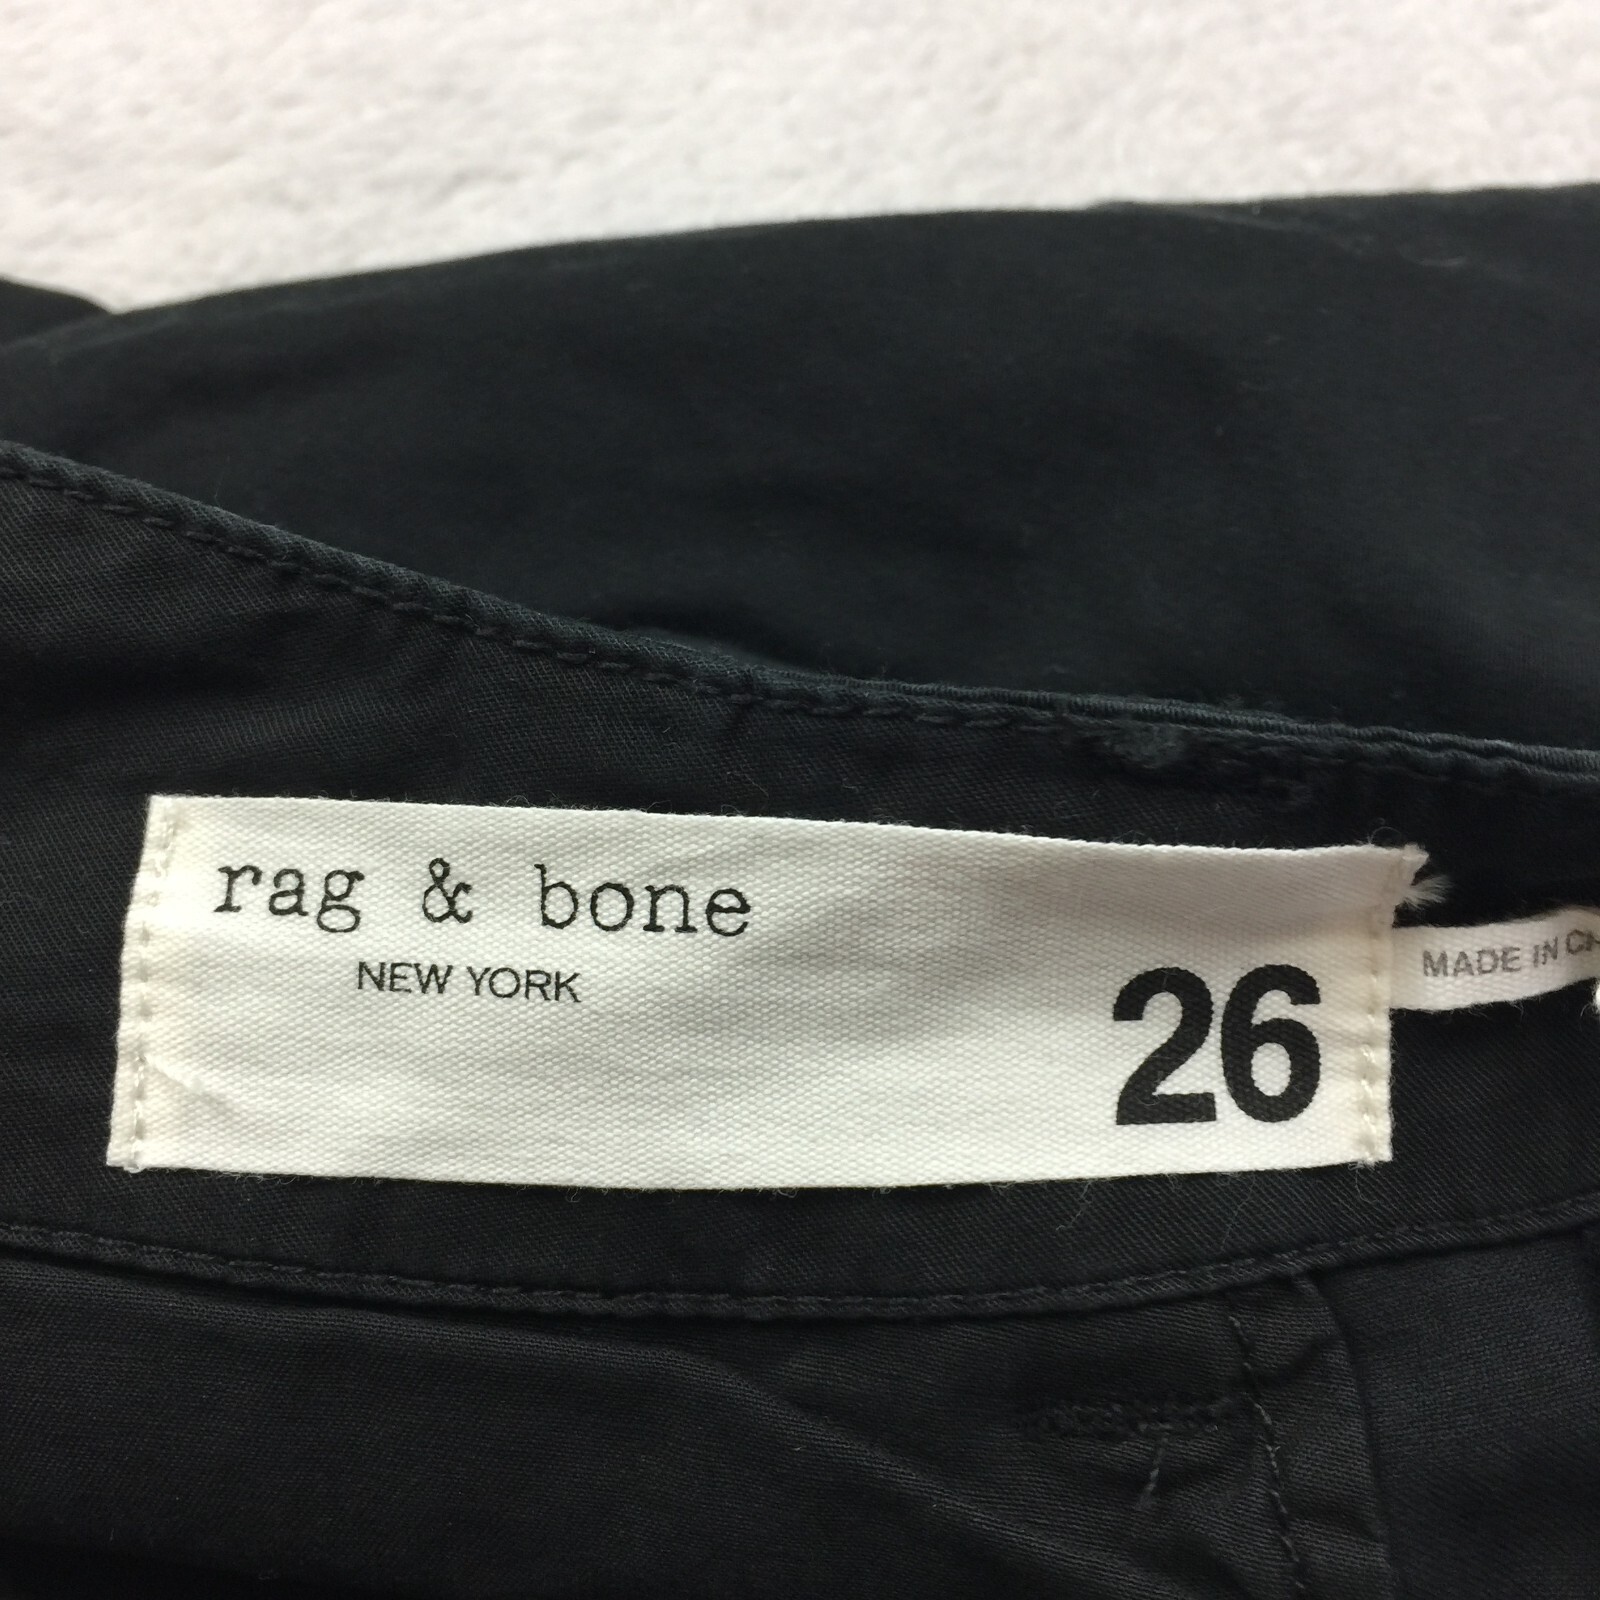 rag & bone
NEW YORK
26
MADE IN